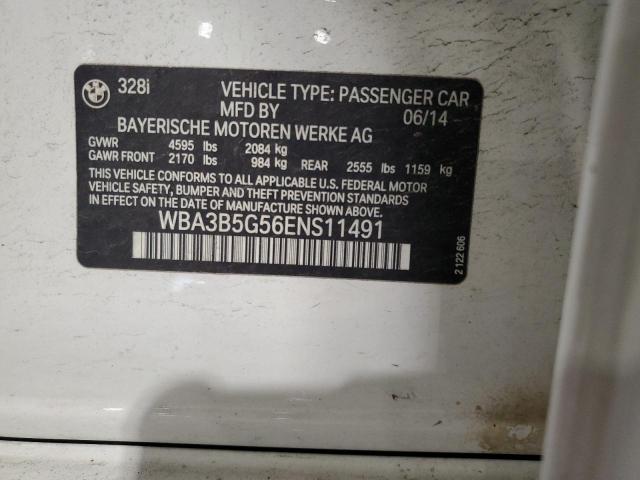 328i VEHICLE TYPE: PASSENGER CAR
MFD BY 06/14
BAYERISCHE MOTOREN WERKE AG
GVWR 4595 lbs 2084 kg
GAWR FRONT 2170 lbs 984 kg REAR 2555 lbs 1159 kg
THIS VEHICLE CONFORMS TO ALL APPLICABLE U.S. FEDERAL MOTOR
VEHICLE SAFETY, BUMPER AND THEFT PREVENTION STANDARDS
IN EFFECT ON THE DATE OF MANUFACTURE SHOWN ABOVE.
WBA3B5G56ENS11491
2 122 606